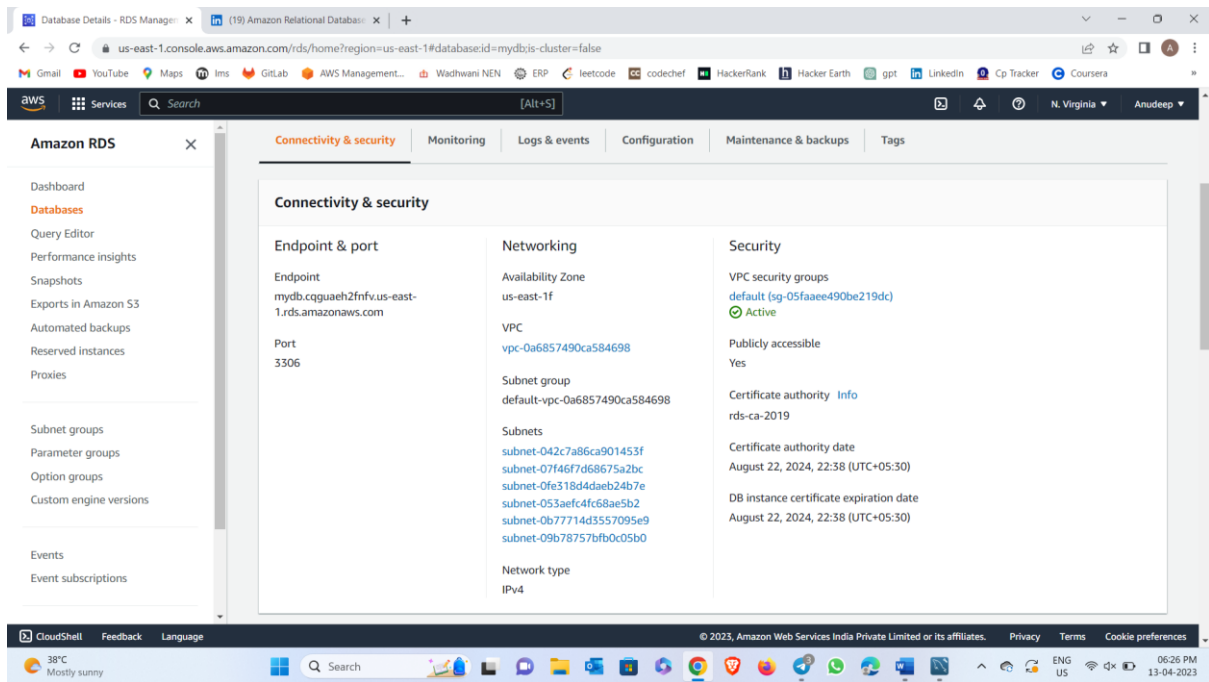 Database Details - RDS Manager
(19) Amazon Relational Database
us-east-1.console.aws.amazon.com/rds/home?region=us-east-1#database:id=mydb;is-cluster=false
Gmail YouTube Maps lms GitLab AWS Management... Wadhwani NEN ERP leetcode codechef HackerRank Hacker Earth gpt LinkedIn Cp Tracker Coursera
aws Services Search [Alt+S] N. Virginia Anudeep
Amazon RDS
Dashboard
Databases
Query Editor
Performance insights
Snapshots
Exports in Amazon S3
Automated backups
Reserved instances
Proxies
Subnet groups
Parameter groups
Option groups
Custom engine versions
Events
Event subscriptions
Connectivity & security Monitoring Logs & events Configuration Maintenance & backups Tags
Connectivity & security
Endpoint & port
Endpoint
mydb.cqguaeh2fnfv.us-east-
1.rds.amazonaws.com
Port
3306
Networking
Availability Zone
us-east-1f
VPC
vpc-0a6857490ca584698
Subnet group
default-vpc-0a6857490ca584698
Subnets
subnet-042c7a86ca901453f
subnet-07f46f7d68675a2bc
subnet-0fe318d4daeb24b7e
subnet-053aefc4fc68ae5b2
subnet-0b77714d3557095e9
subnet-09b78757bfb0c05b0
Network type
IPv4
Security
VPC security groups
default (sg-05faaee490be219dc)
Active
Publicly accessible
Yes
Certificate authority Info
rds-ca-2019
Certificate authority date
August 22, 2024, 22:38 (UTC+05:30)
DB instance certificate expiration date
August 22, 2024, 22:38 (UTC+05:30)
CloudShell Feedback Language © 2023, Amazon Web Services India Private Limited or its affiliates. Privacy Terms Cookie preferences
38°C
Mostly sunny
Search
ENG
US
06:26 PM
13-04-2023